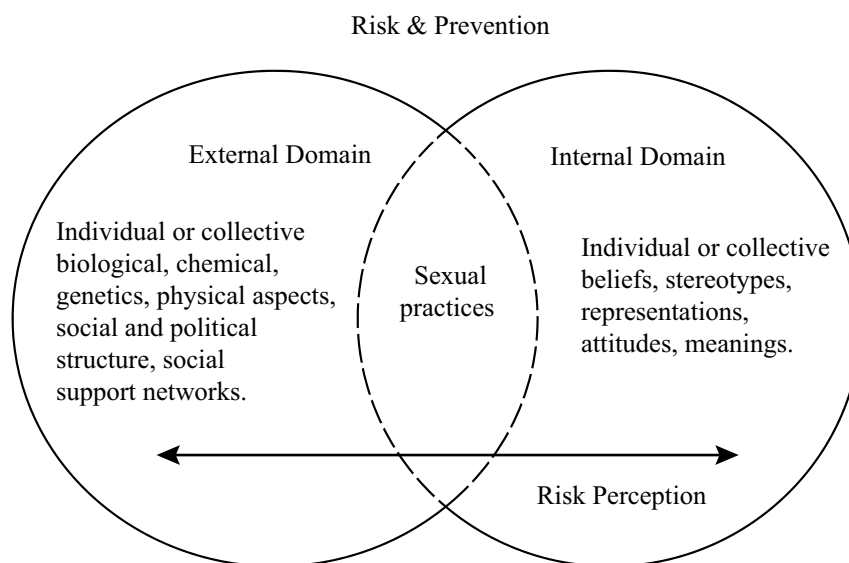 Risk & Prevention
External Domain
Individual or collective
biological, chemical,
genetics, physical aspects,
social and political
structure, social
support networks.
Sexual
practices
Internal Domain
Individual or collective
beliefs, stereotypes,
representations,
attitudes, meanings.
Risk Perception